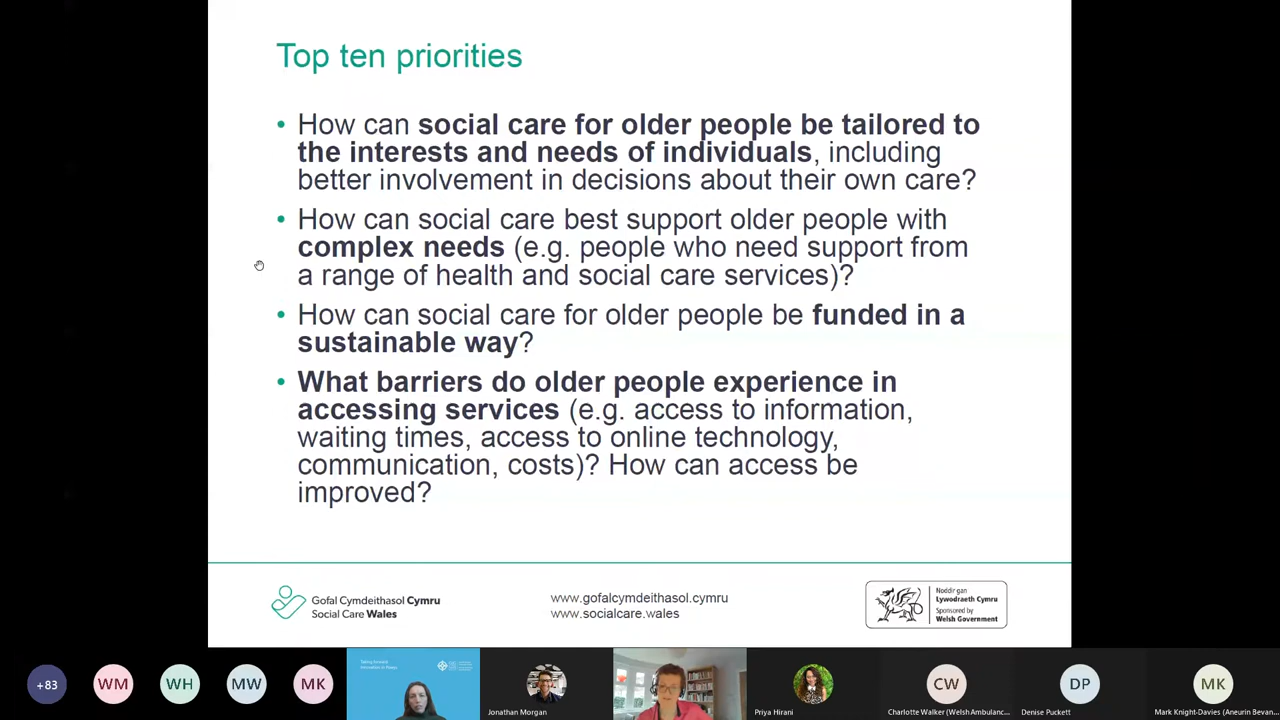 Top ten priorities
• How can social care for older people be tailored to
the interests and needs of individuals, including
better involvement in decisions about their own care?
• How can social care best support older people with
complex needs (e.g. people who need support from
a range of health and social care services)?
• How can social care for older people be funded in a
sustainable way?
• What barriers do older people experience in
accessing services (e.g. access to information,
waiting times, access to online technology,
communication, costs)? How can access be
improved?
Gofal Cymdeithasol Cymru
Social Care Wales
www.gofalcymdeithasol.cymru
www.socialcare.wales
Noddir gan
Lywodraeth Cymru
Sponsored by
Welsh Government
+83
WM
WH
MW
MK
Jonathan Morgan
Priya Hirani
CW
Charlotte Walker (Welsh Ambulanc...
DP
Denise Puckett
MK
Mark Knight-Davies (Aneurin Bevan...